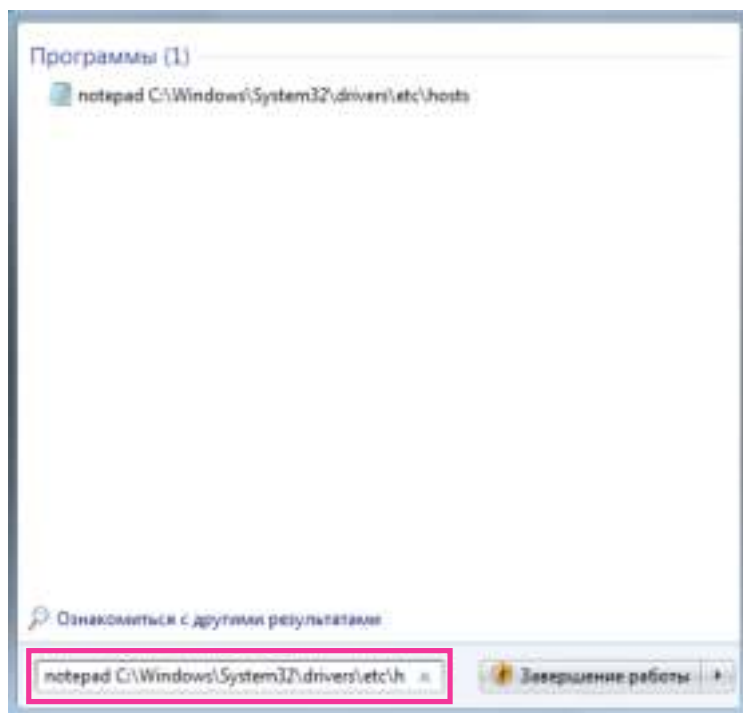 Программы (1)
notepad C:\Windows\System32\drivers\etc\hosts
Ознакомиться с другими результатами
notepad C:\Windows\System32\drivers\etc\h
Завершение работы